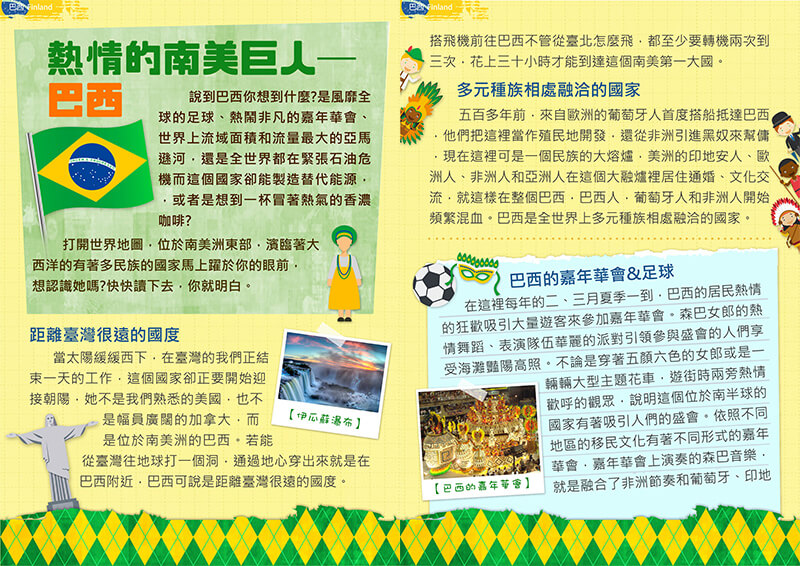 巴西 Finland
熱情的南美巨人─
巴西
說到巴西你想到什麼?是風靡全
球的足球、熱鬧非凡的嘉年華會、
世界上流域面積和流量最大的亞馬
遜河，還是全世界都在緊張石油危
機而這個國家卻能製造替代能源，
，或者是想到一杯冒著熱氣的香濃
咖啡?
打開世界地圖，位於南美洲東部，濱臨著大
西洋的有著多民族的國家馬上躍於你的眼前，
想認識她嗎?快快讀下去，你就明白。
距離臺灣很遠的國度
當太陽緩緩西下，在臺灣的我們正結
束一天的工作，這個國家卻正要開始迎
接朝陽，她不是我們熟悉的美國，也不
是幅員廣闊的加拿大，而
是位於南美洲的巴西。若能
從臺灣往地球打一個洞，通過地心穿出來就是在
巴西附近，巴西可說是距離臺灣很遠的國度。
【伊瓜蘇瀑布】
巴西 Finland
搭飛機前往巴西不管從臺北怎麼飛，都至少要轉機兩次到
三次，花上三十小時才能到達這個南美第一大國。
多元種族相處融洽的國家
五百多年前，來自歐洲的葡萄牙人首度搭船抵達巴西
，他們把這裡當作殖民地開發，還從非洲引進黑奴來幫傭
，現在這裡可是一個民族的大熔爐，美洲的印地安人、歐
洲人、非洲人和亞洲人在這個大融爐裡居住通婚、文化交
流，就這樣在整個巴西，巴西人，葡萄牙人和非洲人開始
頻繁混血。巴西是全世界上多元種族相處融洽的國家。
巴西的嘉年華會&足球
在這裡每年的二、三月夏季一到，巴西的居民熱情
的狂歡吸引大量遊客來參加嘉年華會。森巴女郎的熱
情舞蹈、表演隊伍華麗的派對引領參與盛會的人們享
受海灘豔陽高照。不論是穿著五顏六色的女郎或是一
輛輛大型主題花車，遊街時兩旁熱情
歡呼的觀眾，說明這個位於南半球的
國家有著吸引人們的盛會。依照不同
地區的移民文化有著不同形式的嘉年
華會，嘉年華會上演奏的森巴音樂，
就是融合了非洲節奏和葡萄牙、印地
【巴西的嘉年華會】